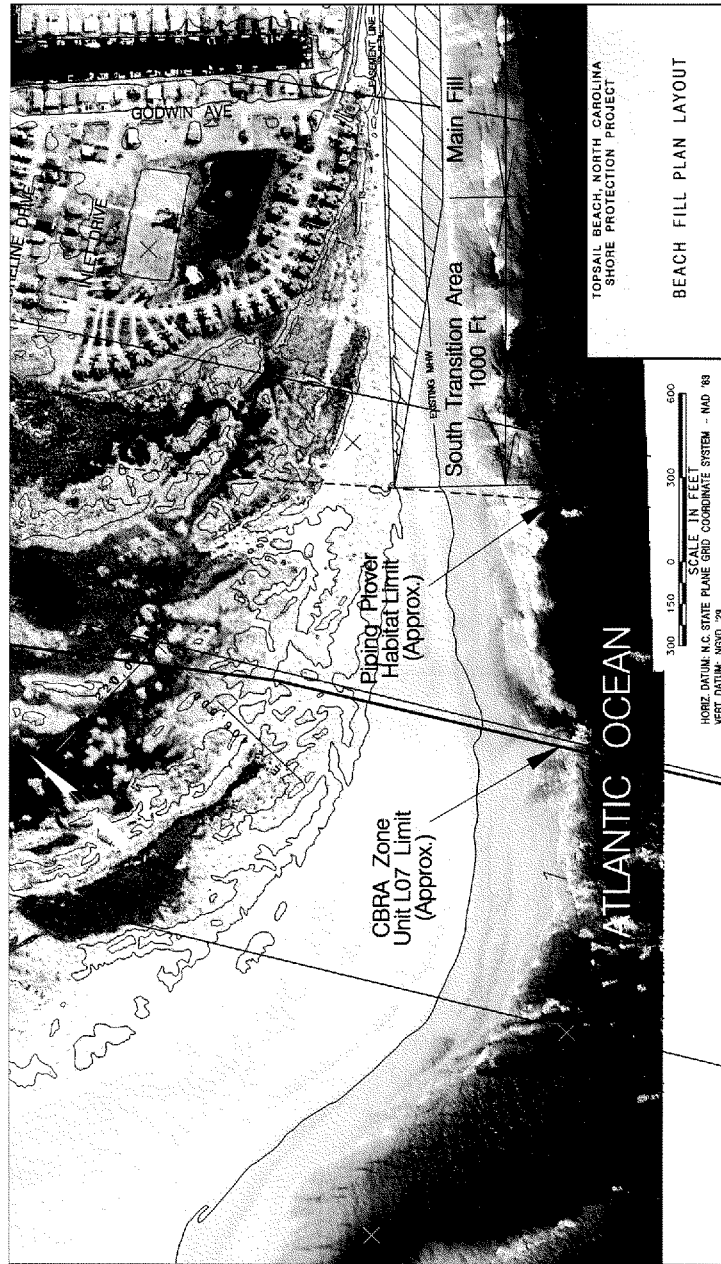 GODWIN AVE
INLET DRIVE
EASEMENT LINE
Main Fill
EXISTING MHW
South Transition Area
1000 Ft
Piping Plover
Habitat Limit
(Approx.)
CBRA Zone
Unit L07 Limit
(Approx.)
ATLANTIC OCEAN
300 150 0 300 600
SCALE IN FEET
HORIZ. DATUM: N.C. STATE PLANE GRID COORDINATE SYSTEM - NAD '83
VERT DATUM: NGVD '29
TOPSAIL BEACH, NORTH CAROLINA
SHORE PROTECTION PROJECT
BEACH FILL PLAN LAYOUT